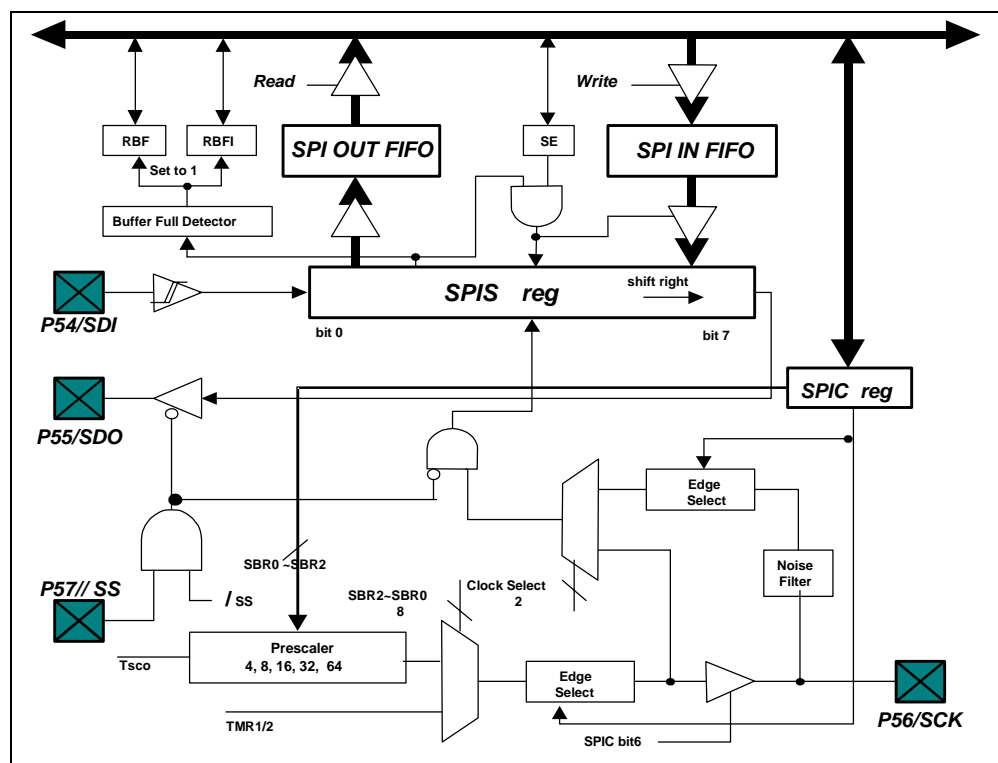 Read
Write
RBF
RBFI
SPI OUT FIFO
SE
SPI IN FIFO
Set to 1
Buffer Full Detector
SPIS reg
shift right
P54/SDI
bit 0
bit 7
SPIC reg
P55/SDO
Edge
Select
Noise
Filter
SBR0 ~SBR2
P57// SS
/ SS
SBR2~SBR0
8
Clock Select
2
Prescaler
4, 8, 16, 32, 64
Tsco
Edge
Select
TMR1/2
SPIC bit6
P56/SCK